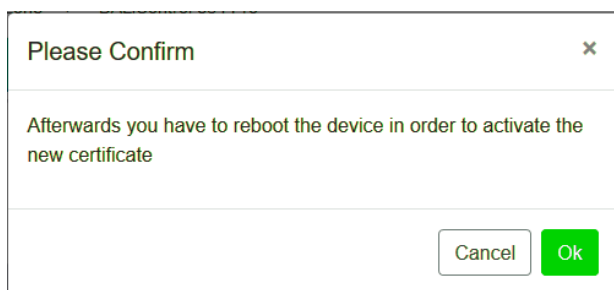 Please Confirm ×
Afterwards you have to reboot the device in order to activate the
new certificate
Cancel Ok